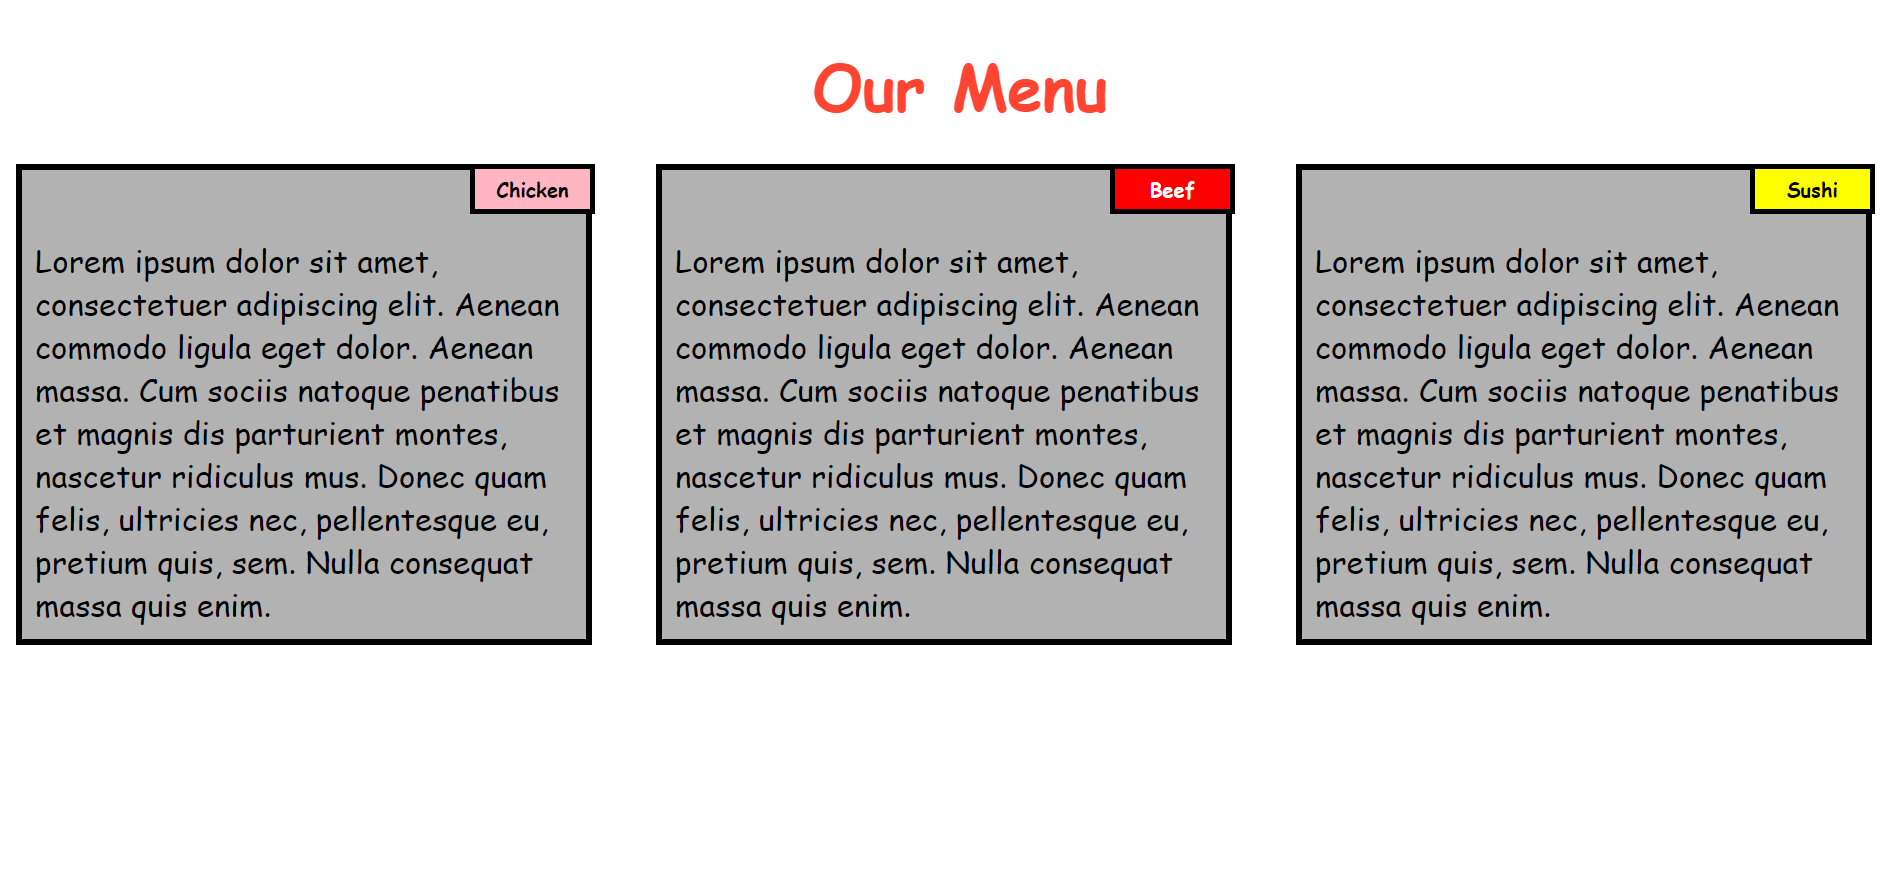 Our Menu
Chicken
Lorem ipsum dolor sit amet,
consectetuer adipiscing elit. Aenean
commodo ligula eget dolor. Aenean
massa. Cum sociis natoque penatibus
et magnis dis parturient montes,
nascetur ridiculus mus. Donec quam
felis, ultricies nec, pellentesque eu,
pretium quis, sem. Nulla consequat
massa quis enim.
Beef
Lorem ipsum dolor sit amet,
consectetuer adipiscing elit. Aenean
commodo ligula eget dolor. Aenean
massa. Cum sociis natoque penatibus
et magnis dis parturient montes,
nascetur ridiculus mus. Donec quam
felis, ultricies nec, pellentesque eu,
pretium quis, sem. Nulla consequat
massa quis enim.
Sushi
Lorem ipsum dolor sit amet,
consectetuer adipiscing elit. Aenean
commodo ligula eget dolor. Aenean
massa. Cum sociis natoque penatibus
et magnis dis parturient montes,
nascetur ridiculus mus. Donec quam
felis, ultricies nec, pellentesque eu,
pretium quis, sem. Nulla consequat
massa quis enim.